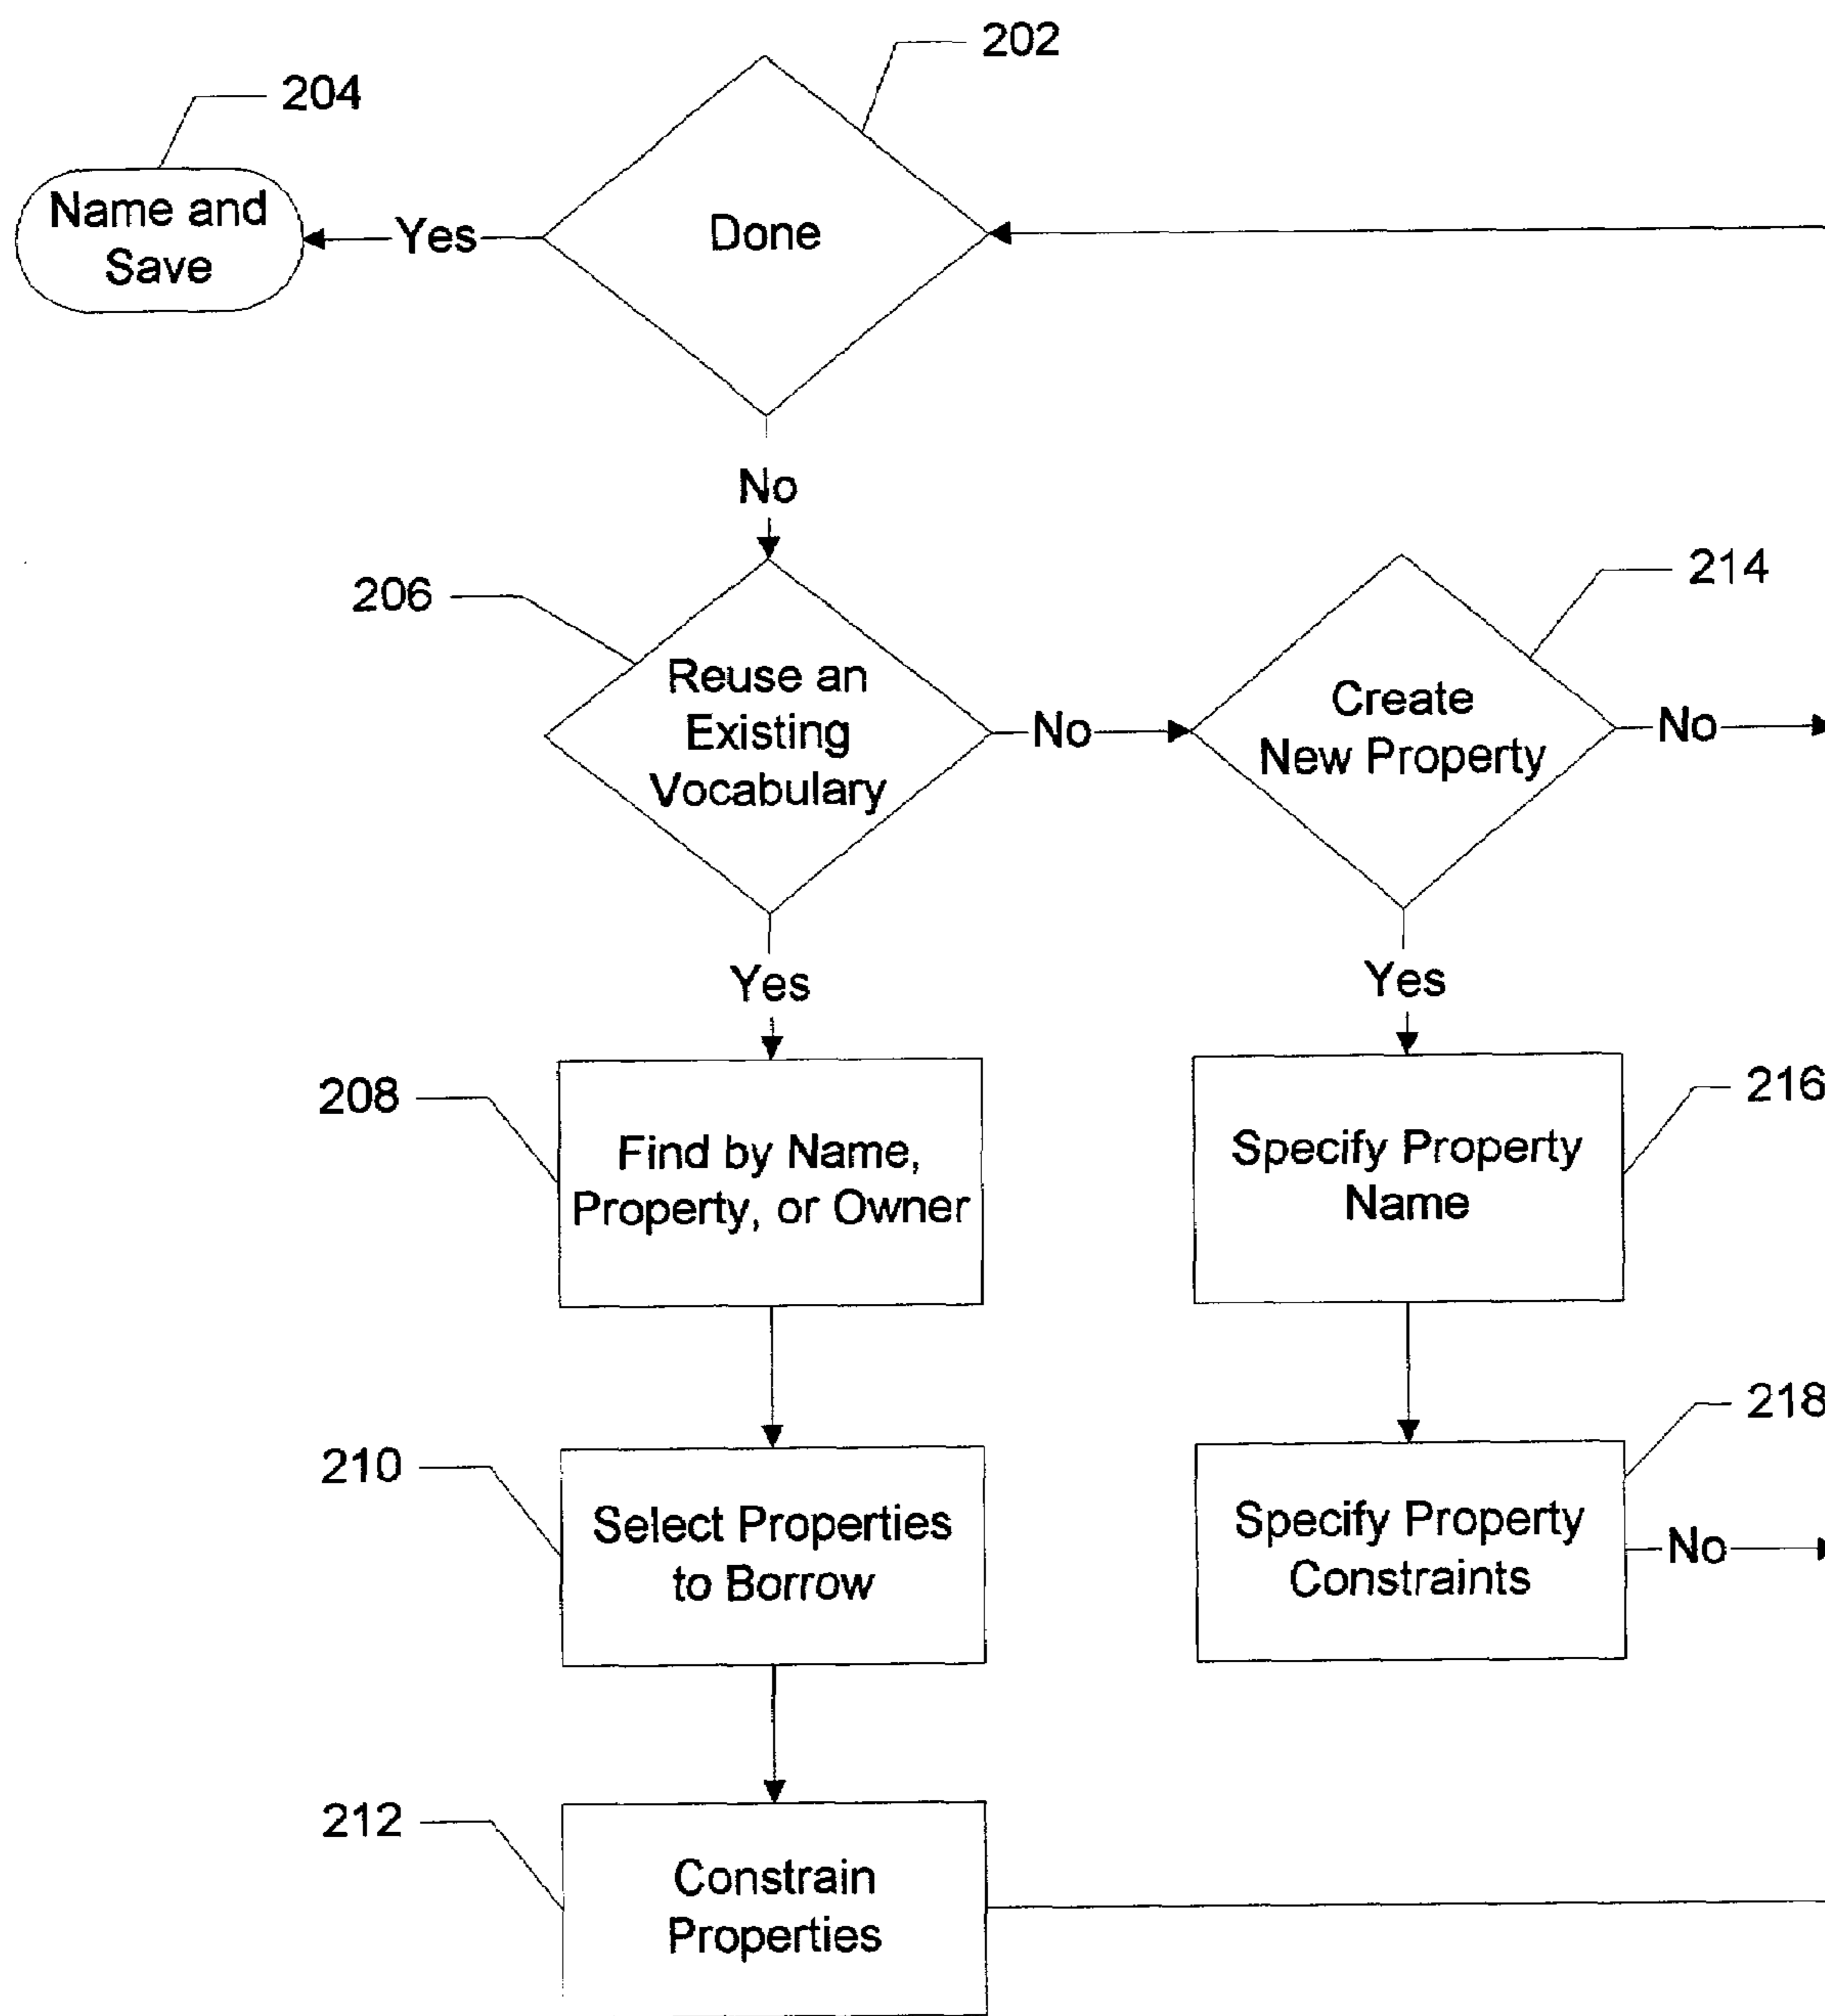 202
204
Name and
Save
Yes
Done
No
206
214
Reuse an
Existing
Vocabulary
No
Create
New Property
No
Yes
Yes
208
216
Find by Name,
Property, or Owner
Specify Property
Name
210
218
Select Properties
to Borrow
Specify Property
Constraints
No
212
Constrain
Properties